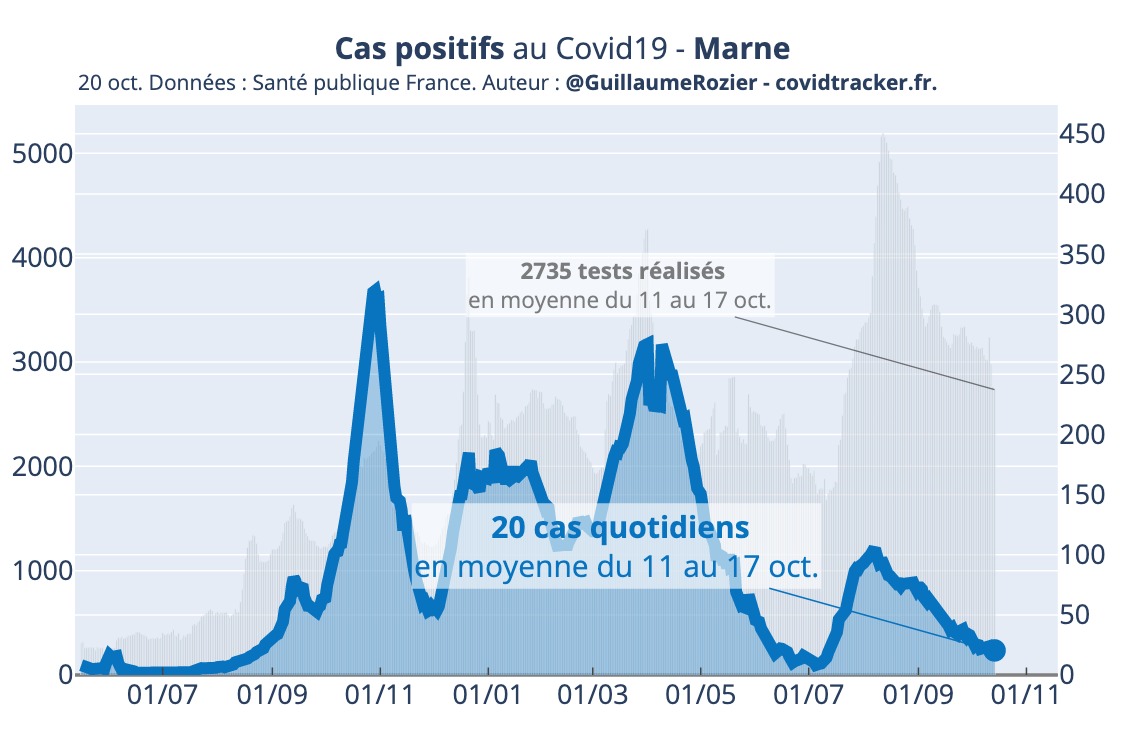 Cas positifs au Covid19 - Marne
20 oct. Données : Santé publique France. Auteur : @GuillaumeRozier - covidtracker.fr.
450
5000
400
4000
350
2735 tests réalisés
en moyenne du 11 au 17 oct.
300
3000
250
200
2000
150
20 cas quotidiens
en moyenne du 11 au 17 oct.
100
1000
50
0
0
01/07 01/09 01/11 01/01 01/03 01/05 01/07 01/09 01/11